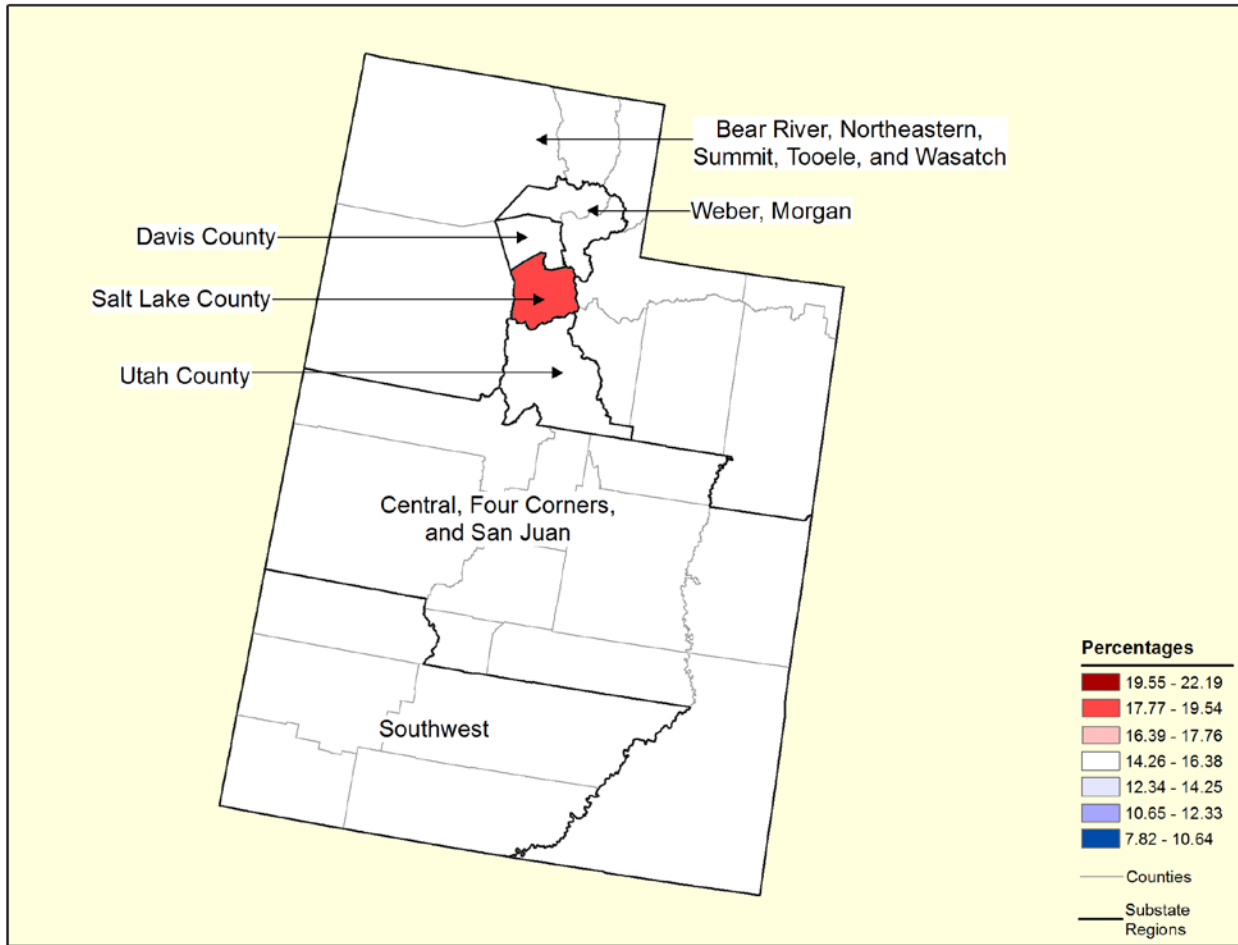 Bear River, Northeastern,
Summit, Tooele, and Wasatch
Weber, Morgan
Davis County
Salt Lake County
Utah County
Central, Four Corners,
and San Juan
Southwest
Percentages
19.55 - 22.19
17.77 - 19.54
16.39 - 17.76
14.26 - 16.38
12.34 - 14.25
10.65 - 12.33
7.82 - 10.64
Counties
Substate
Regions